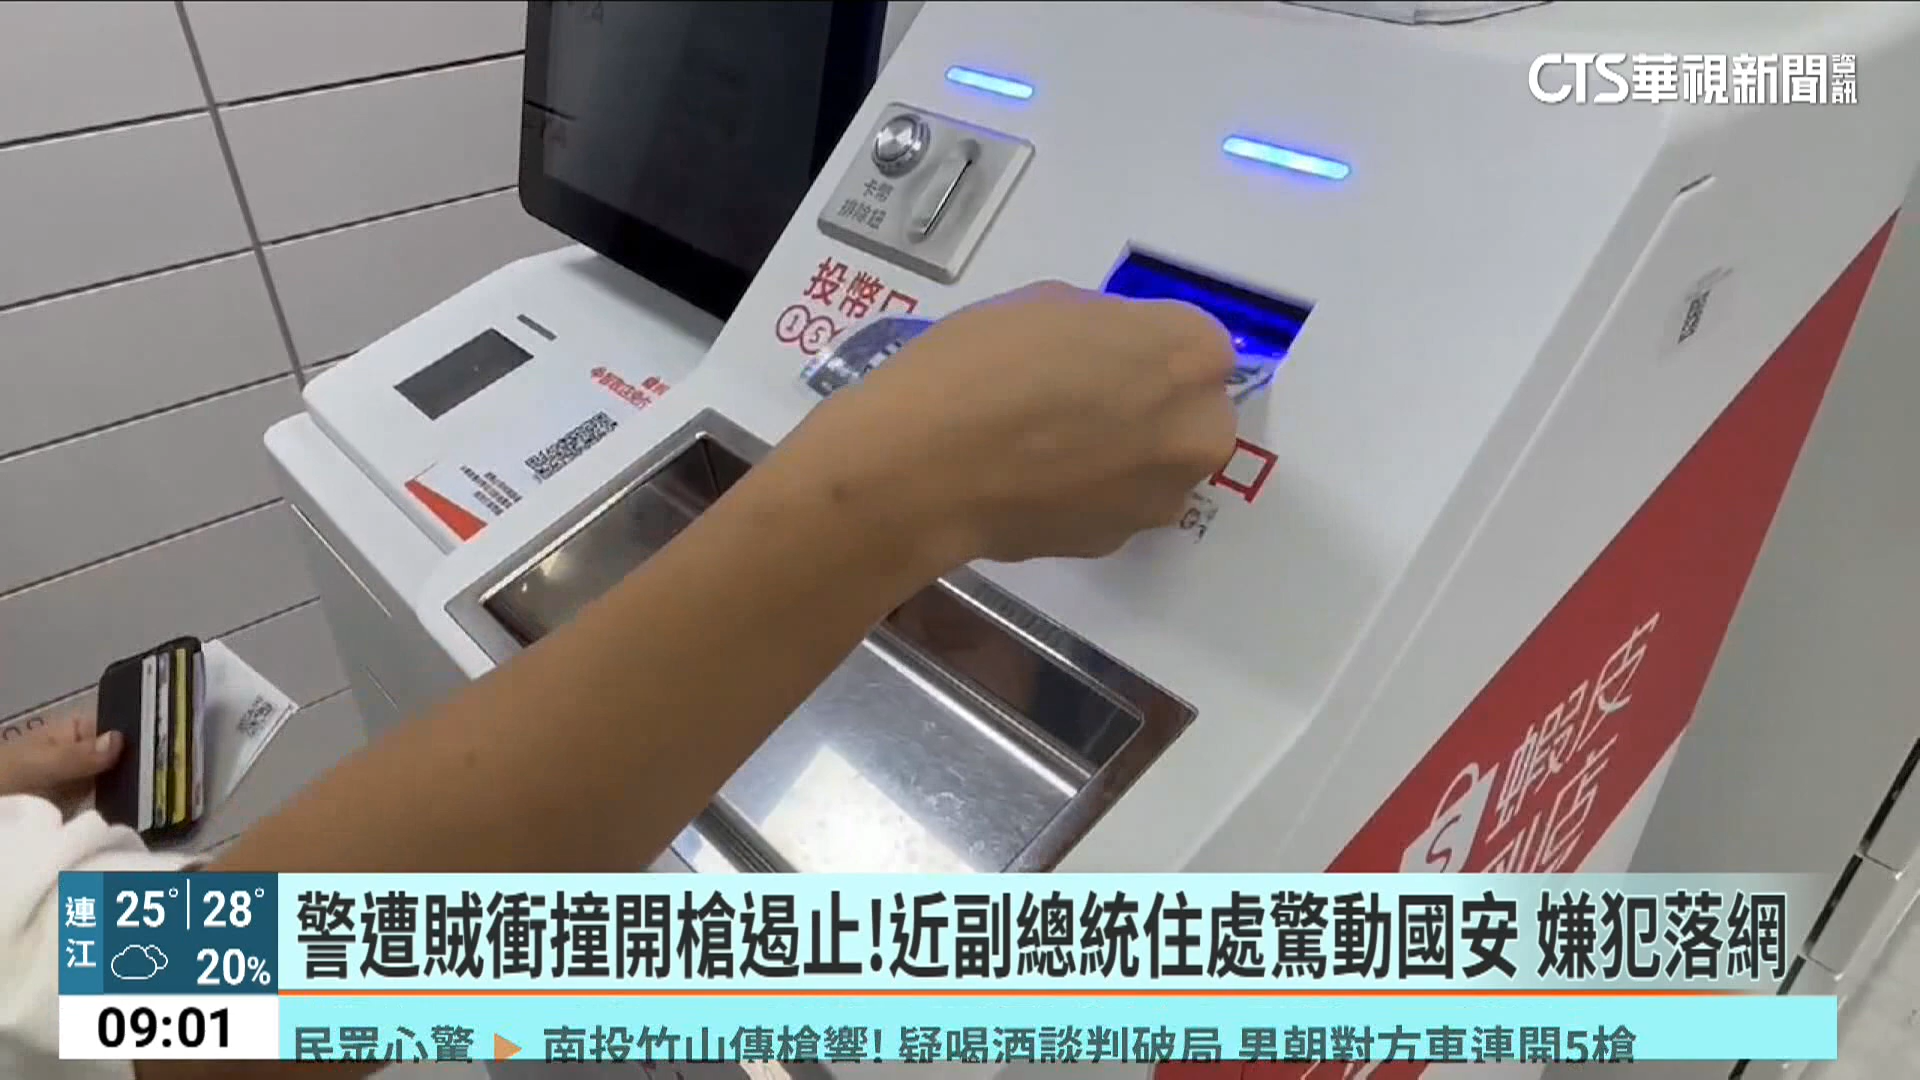 CTS華視新聞資訊
卡幣
排除鈕
投幣口
1 5
口
蝦皮
店
連江
25° 28°
20%
09:01
警遭賊衝撞開槍遏止!近副總統住處驚動國安 嫌犯落網
民眾心驚 ▶ 南投竹山傳槍響! 疑喝酒談判破局 男朝對方車連開5槍